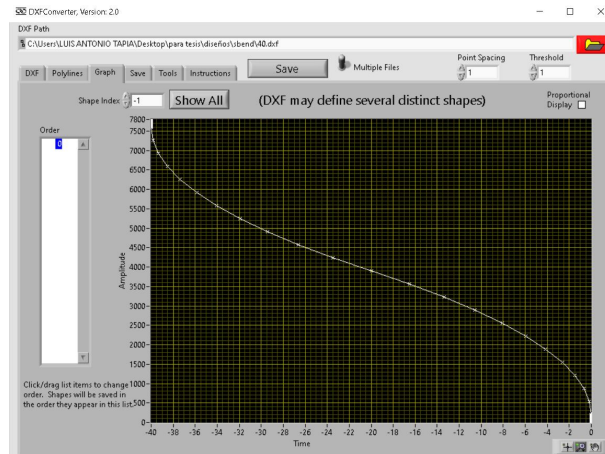 DXFConverter, Version: 2.0
DXF Path
C:\Users\LUIS ANTONIO TAPIA\Desktop\para tesis\diseños\sbend\40.dxf
DXF Polylines Graph Save Tools Instructions
Save
Multiple Files
Point Spacing
1
Threshold
1
Shape Index -1
Show All
(DXF may define several distinct shapes)
Proportional
Display
Order
0
Click/drag list items to change
order. Shapes will be saved in
the order they appear in this list.
Amplitude
7800
7500
7000
6500
6000
5500
5000
4500
4000
3500
3000
2500
2000
1500
1000
500
0
-40 -38 -36 -34 -32 -30 -28 -26 -24 -22 -20 -18 -16 -14 -12 -10 -8 -6 -4 -2 0
Time